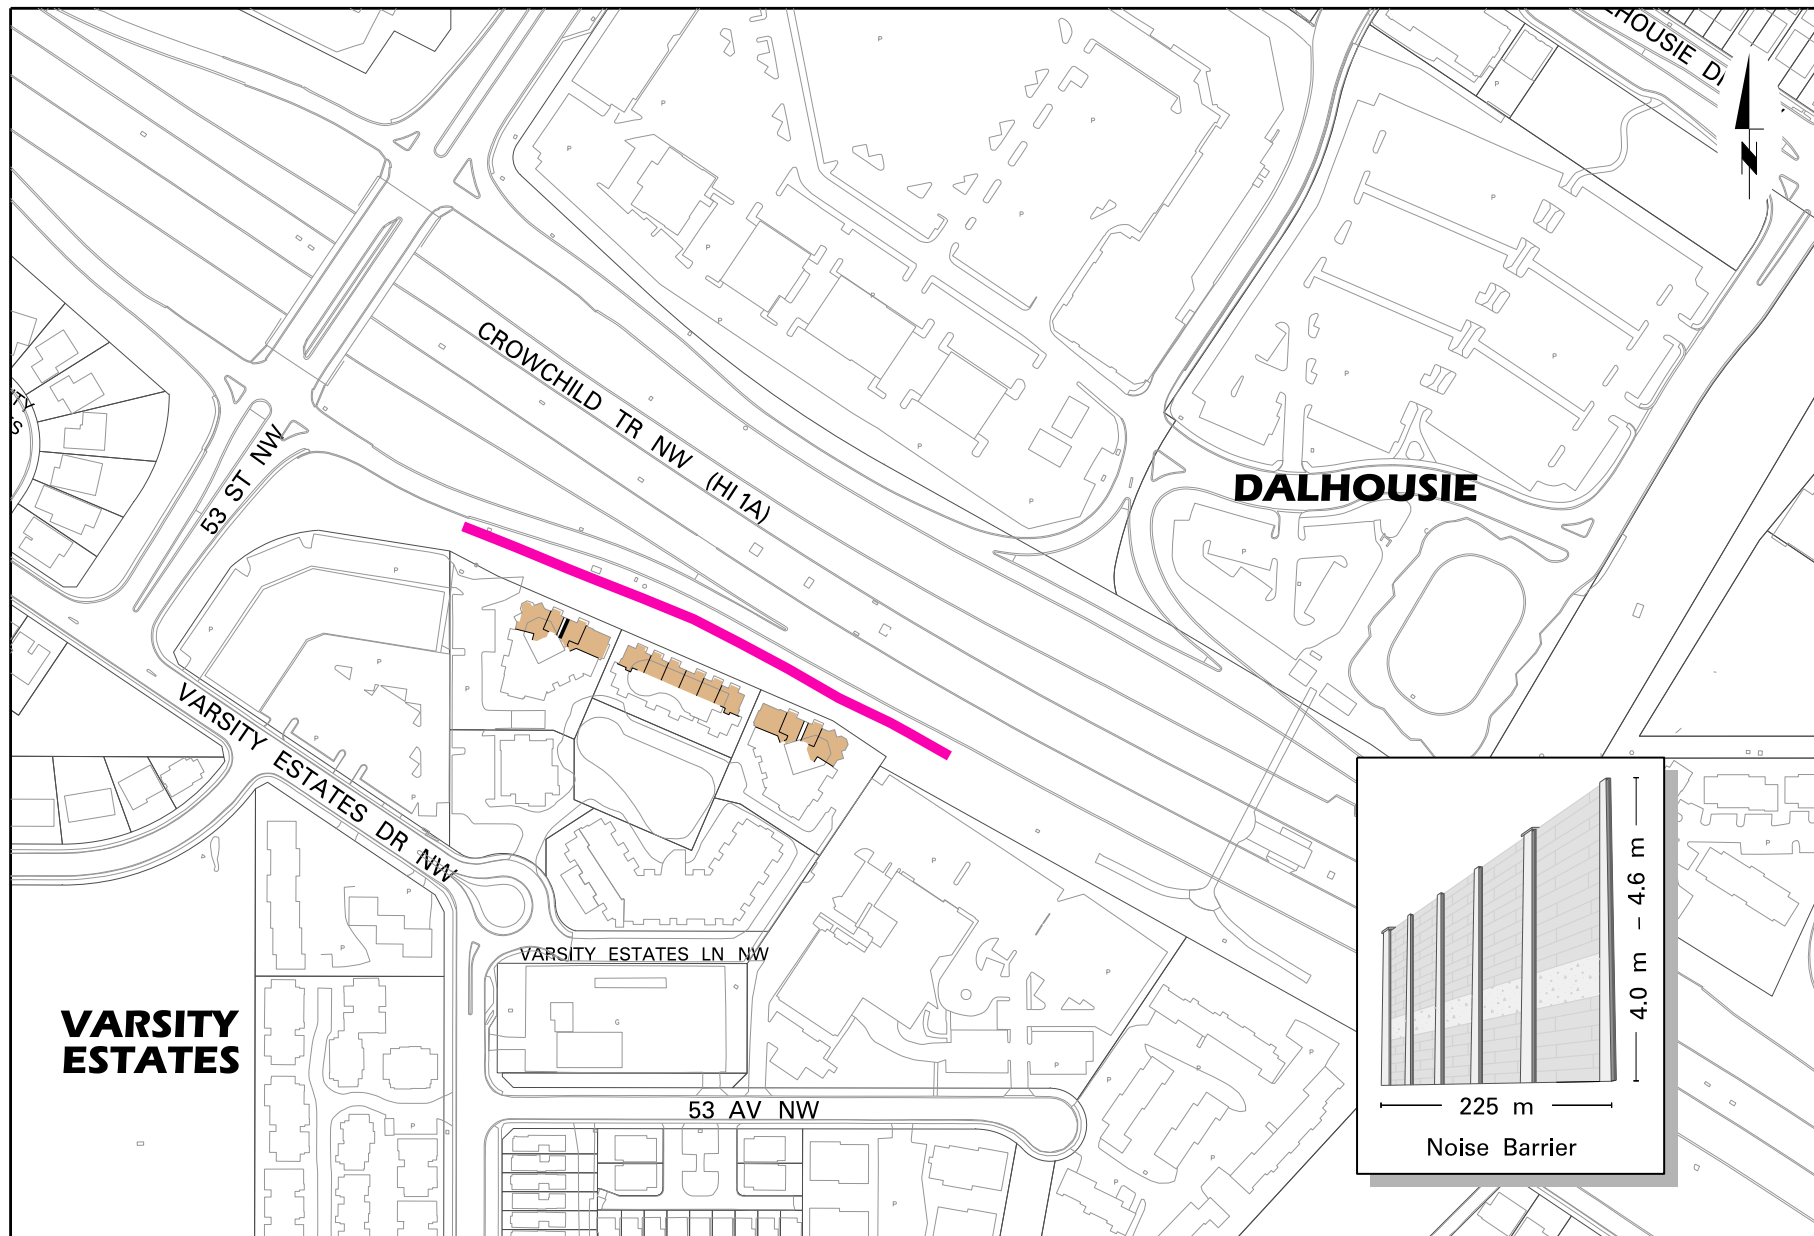 CROWCHILD TR NW (HI 1A)
53 ST NW
DALHOUSIE
VARSITY ESTATES DR NW
VARSITY ESTATES LN NW
VARSITY
ESTATES
53 AV NW
4.0 m – 4.6 m
225 m
Noise Barrier
N